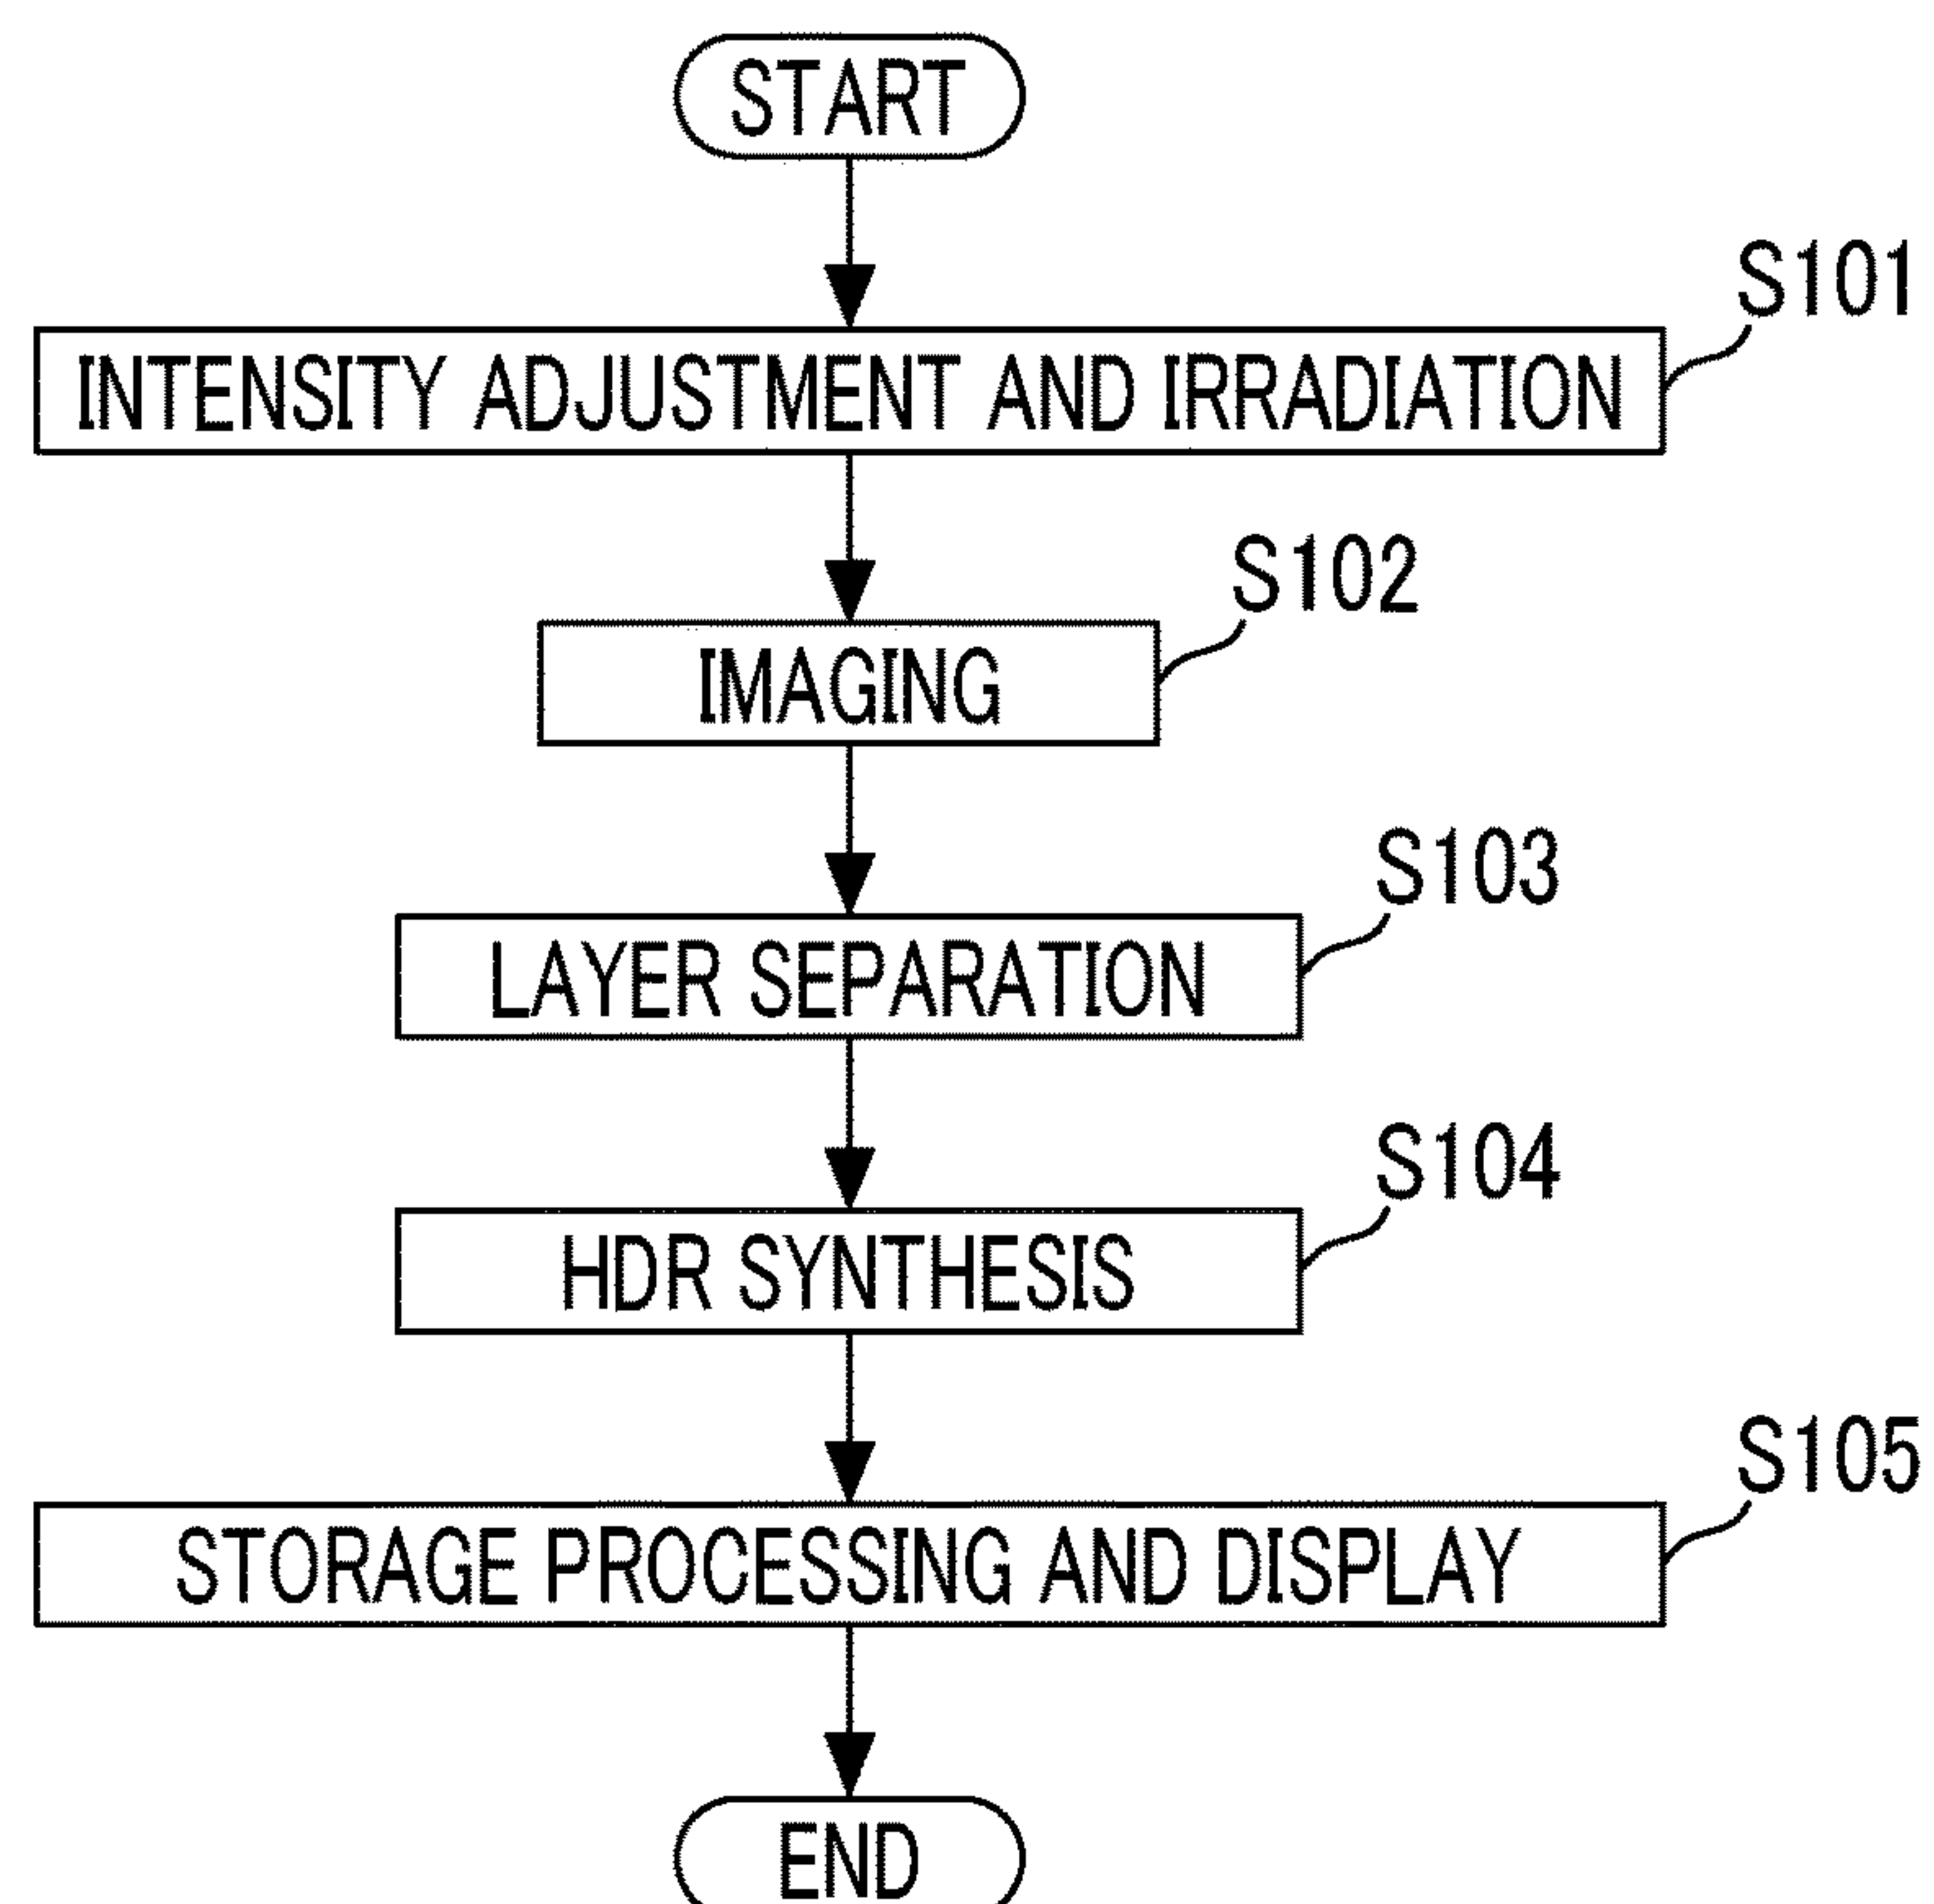 START
S101
INTENSITY ADJUSTMENT AND IRRADIATION
S102
IMAGING
S103
LAYER SEPARATION
S104
HDR SYNTHESIS
S105
STORAGE PROCESSING AND DISPLAY
END